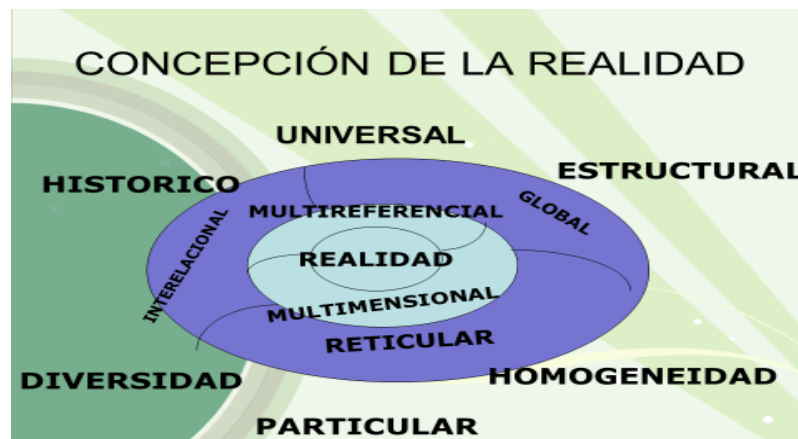 CONCEPCIÓN DE LA REALIDAD
UNIVERSAL
ESTRUCTURAL
HISTORICO
MULTIREFERENCIAL
GLOBAL
INTERELACIONAL
REALIDAD
MULTIMENSIONAL
RETICULAR
DIVERSIDAD
HOMOGENEIDAD
PARTICULAR